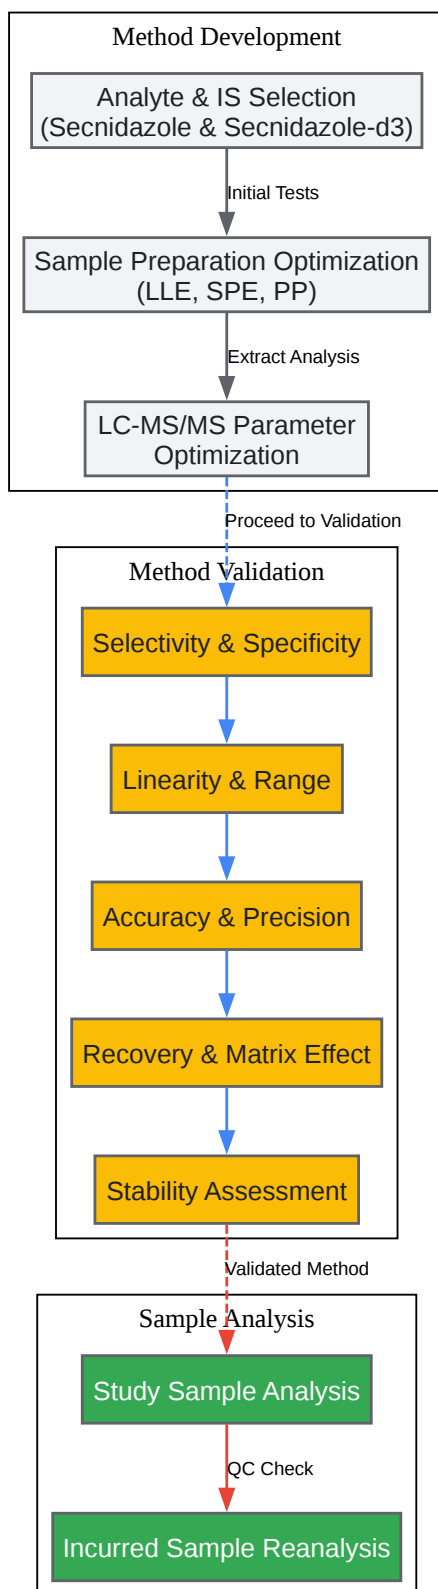 Method Development
Analyte & IS Selection
(Secnidazole & Secnidazole-d3)
Initial Tests
Sample Preparation Optimization
(LLE, SPE, PP)
Extract Analysis
LC-MS/MS Parameter
Optimization
Proceed to Validation
Method Validation
Selectivity & Specificity
Linearity & Range
Accuracy & Precision
Recovery & Matrix Effect
Stability Assessment
Validated Method
Sample Analysis
Study Sample Analysis
QC Check
Incurred Sample Reanalysis